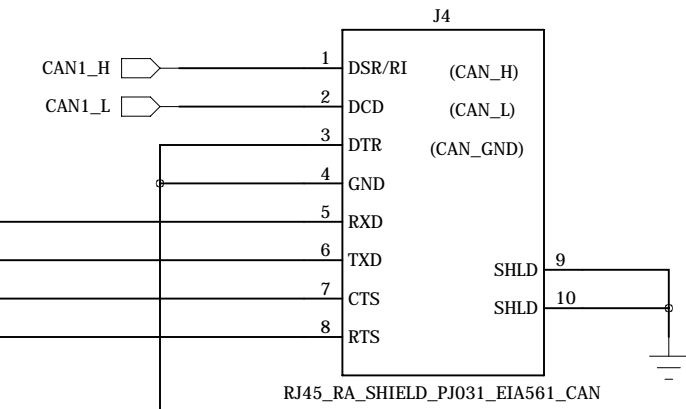 J4
CAN1_H 1 DSR/RI (CAN_H)
CAN1_L 2 DCD (CAN_L)
3 DTR (CAN_GND)
4 GND
5 RXD
6 TXD
SHLD 9
7 CTS
SHLD 10
8 RTS
RJ45_RA_SHIELD_PJ031_EIA561_CAN